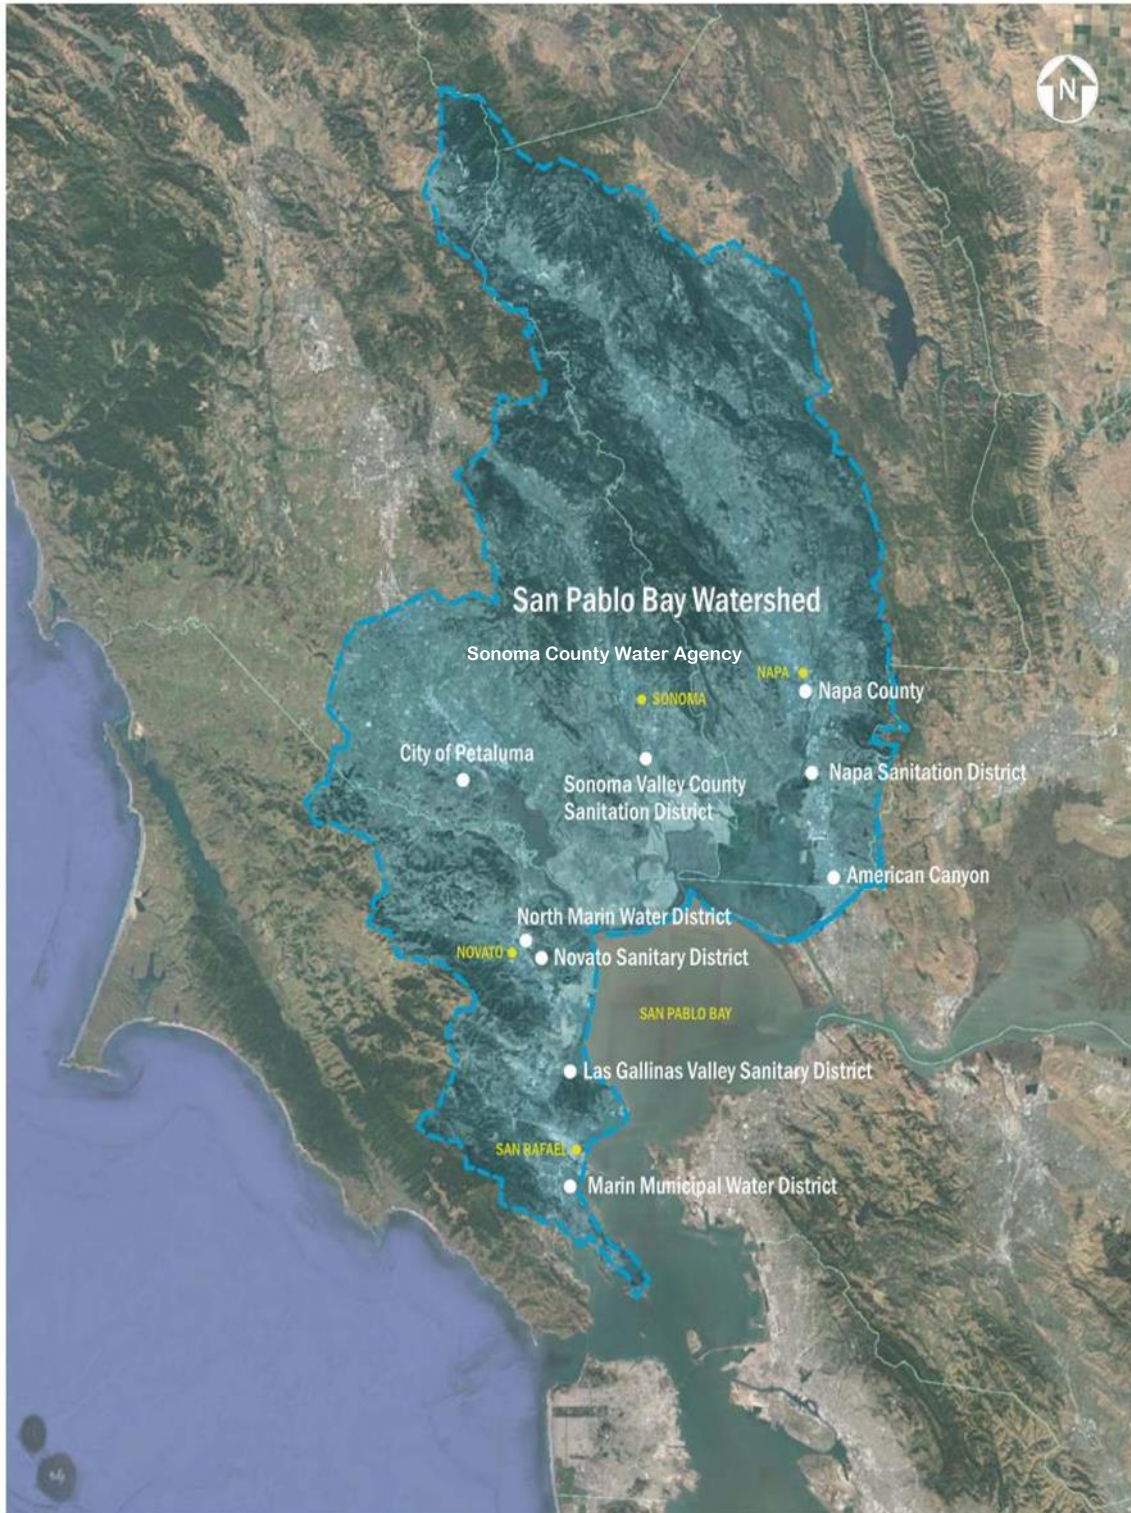 N
San Pablo Bay Watershed
Sonoma County Water Agency
NAPA
Napa County
SONOMA
City of Petaluma
Sonoma Valley County
Sanitation District
Napa Sanitation District
American Canyon
North Marin Water District
NOVATO
Novato Sanitary District
SAN PABLO BAY
Las Gallinas Valley Sanitary District
SAN RAFAEL
Marin Municipal Water District